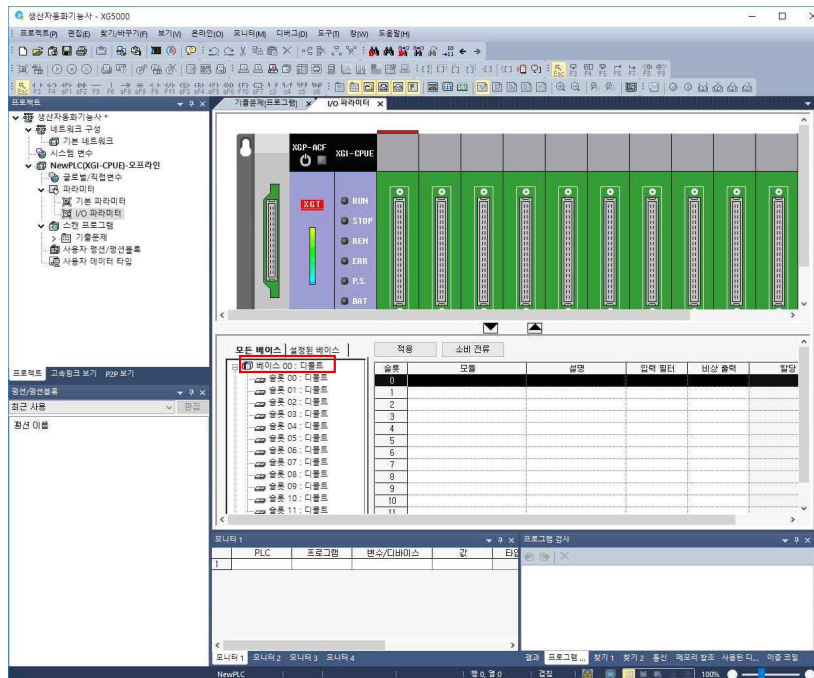 생산자동화기능사 - XG5000
프로젝트(P) 편집(E) 찾기/바꾸기(F) 보기(V) 온라인(O) 모니터(M) 디버그(D) 도구(T) 창(W) 도움말(H)
프로젝트
생산자동화기능사 *
네트워크 구성
기본 네트워크
시스템 변수
NewPLC(XGI-CPUE)-오프라인
글로벌/직접변수
파라미터
기본 파라미터
I/O 파라미터
스캔 프로그램
기출문제
사용자 펑션/펑션블록
사용자 데이터 타입
프로젝트 고속링크 보기 P2P 보기
펑션/펑션블록
최근 사용 편집
펑션 이름
기출문제(프로그램) I/O 파라미터
XGP-ACF XGI-CPUE
XGT
RUN
STOP
REM
ERR
P.S.
BAT
모든 베이스 설정된 베이스
베이스 00 : 디폴트
슬롯 00 : 디폴트
슬롯 01 : 디폴트
슬롯 02 : 디폴트
슬롯 03 : 디폴트
슬롯 04 : 디폴트
슬롯 05 : 디폴트
슬롯 06 : 디폴트
슬롯 07 : 디폴트
슬롯 08 : 디폴트
슬롯 09 : 디폴트
슬롯 10 : 디폴트
슬롯 11 : 디폴트
적용 소비 전류
슬롯 모듈 설명 입력 필터 비상 출력 할당
0
1
2
3
4
5
6
7
8
9
10
11
모니터 1
PLC 프로그램 변수/디바이스 값 타입
1
모니터 1 모니터 2 모니터 3 모니터 4
프로그램 검사
결과 프로그램 ... 찾기 1 찾기 2 통신 메모리 참조 사용된 디... 이중 코일
NewPLC 행 0, 열 0 겹침 100%